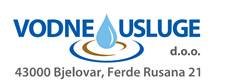 VODNE USLUGE
d.o.o.
43000 Bjelovar, Ferde Rusana 21